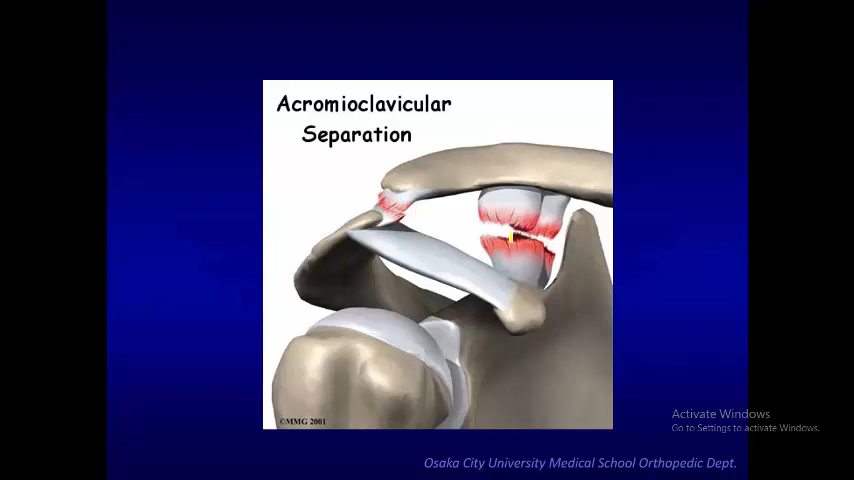 Acromioclavicular
Separation
©MMG 2001
Activate Windows
Go to Settings to activate Windows.
Osaka City University Medical School Orthopedic Dept.